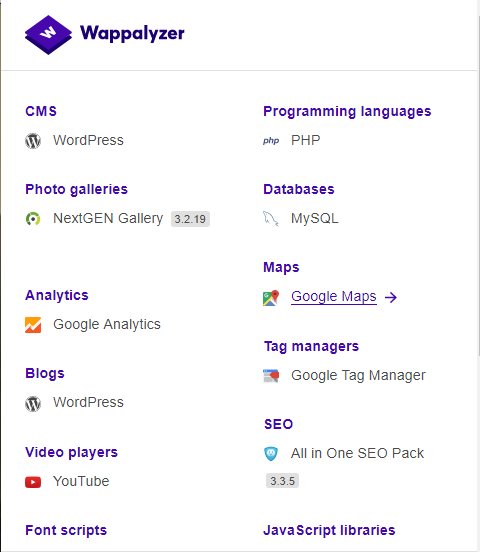 Wappalyzer
CMS
WordPress
Photo galleries
NextGEN Gallery 3.2.19
Analytics
Google Analytics
Blogs
WordPress
Video players
YouTube
Font scripts
Programming languages
php PHP
Databases
MySQL
Maps
Google Maps →
Tag managers
Google Tag Manager
SEO
All in One SEO Pack
3.3.5
JavaScript libraries